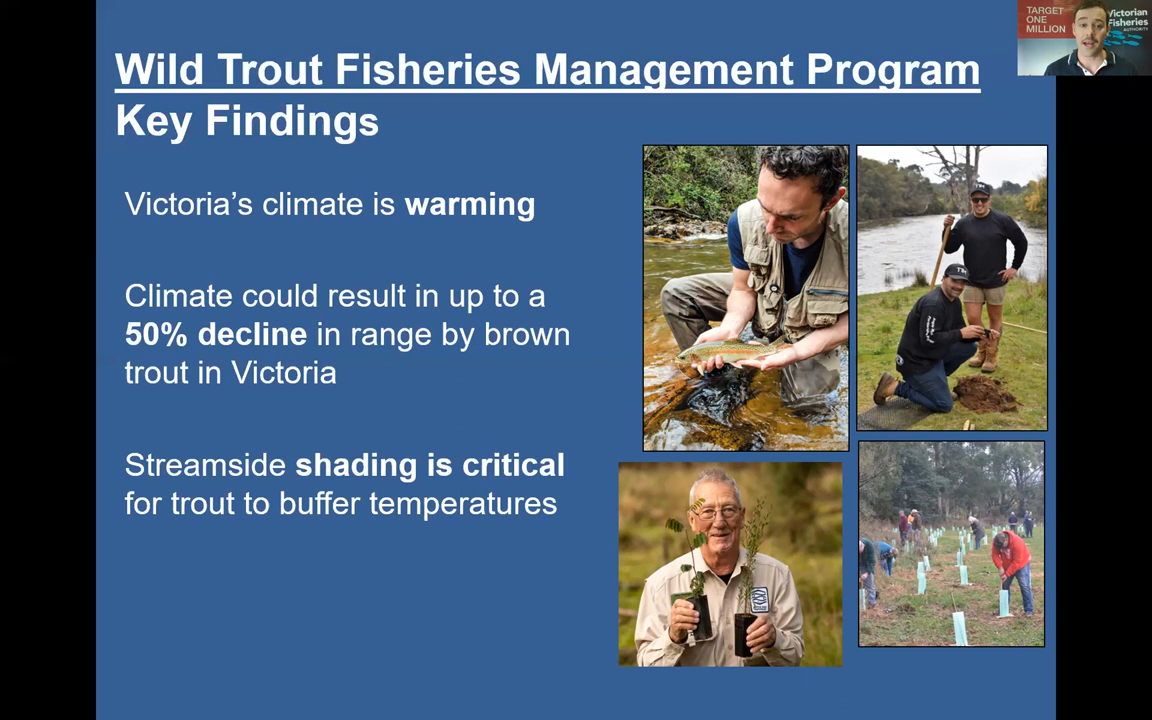 Wild Trout Fisheries Management Program
Key Findings
Victoria's climate is warming
Climate could result in up to a
50% decline in range by brown
trout in Victoria
Streamside shading is critical
for trout to buffer temperatures
TARGET
ONE
MILLION
Victorian
Fisheries
AUTHORITY